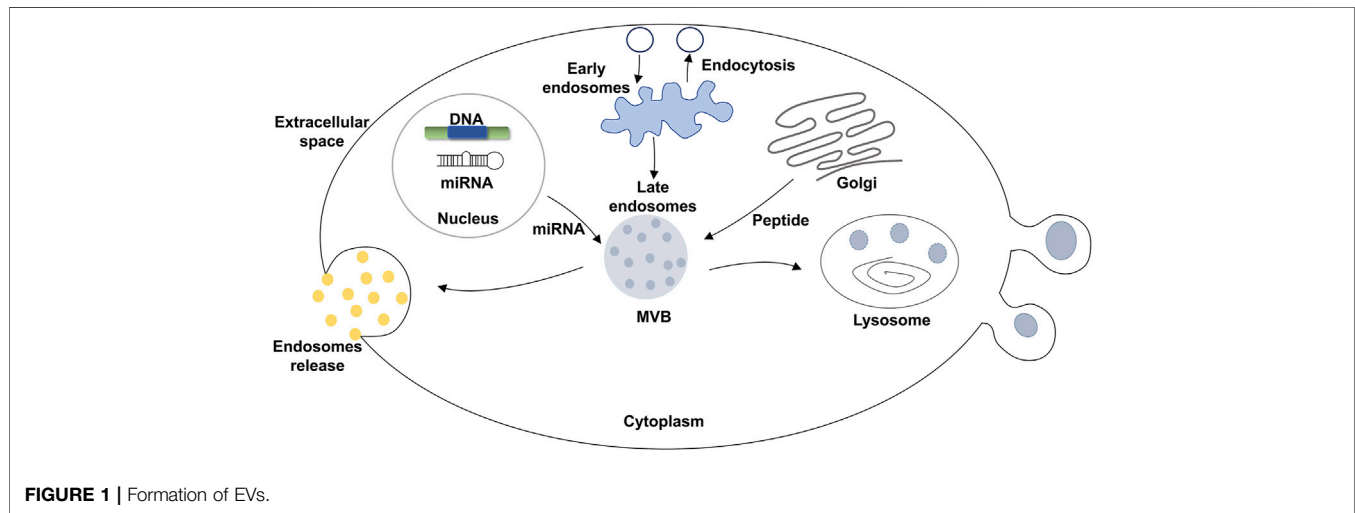 Early
endosomes
Endocytosis
Extracellular
space
DNA
miRNA
Nucleus
Golgi
Late
endosomes
miRNA
Peptide
MVB
Lysosome
Endosomes
release
Cytoplasm
FIGURE 1 | Formation of EVs.